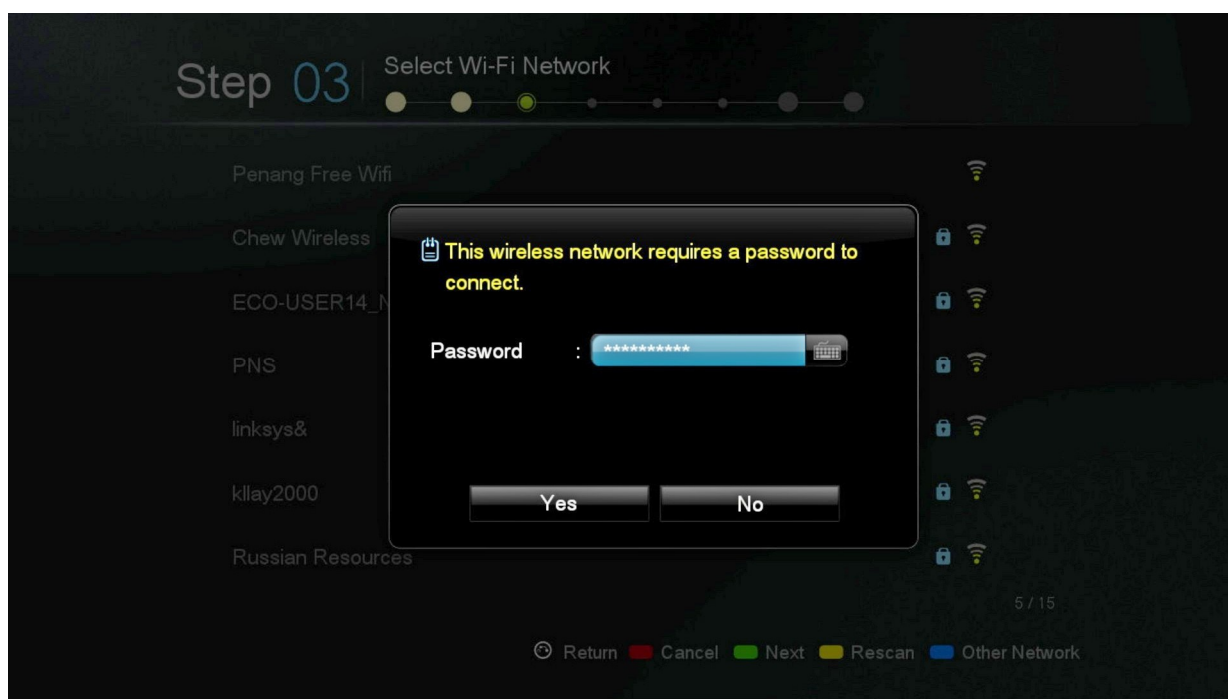 Step 03
Select Wi-Fi Network
Penang Free Wifi
Chew Wireless
This wireless network requires a password to
connect.
ECO-USER14_N
Password : **********
PNS
linksys&
kllay2000
Yes No
Russian Resources
5 / 15
Return Cancel Next Rescan Other Network